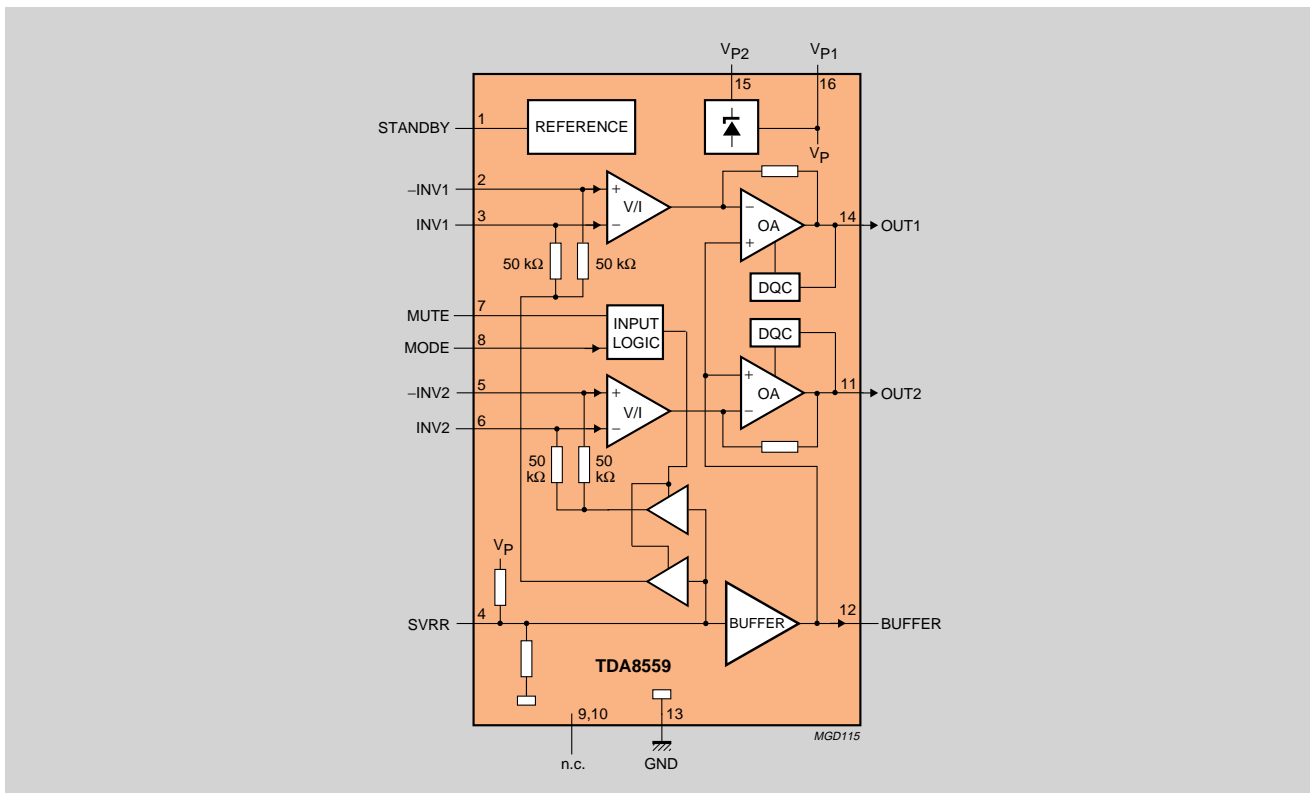 VP2
VP1
15
16
STANDBY
1
REFERENCE
VP
–INV1
2
+
V/I
–
OA
+
14
OUT1
INV1
3
–
50 kΩ
50 kΩ
DQC
MUTE
7
INPUT
LOGIC
DQC
MODE
8
–INV2
5
+
V/I
+
OA
–
11
OUT2
INV2
6
–
50
kΩ
50
kΩ
VP
SVRR
4
BUFFER
12
BUFFER
TDA8559
9,10
13
MGD115
n.c.
GND